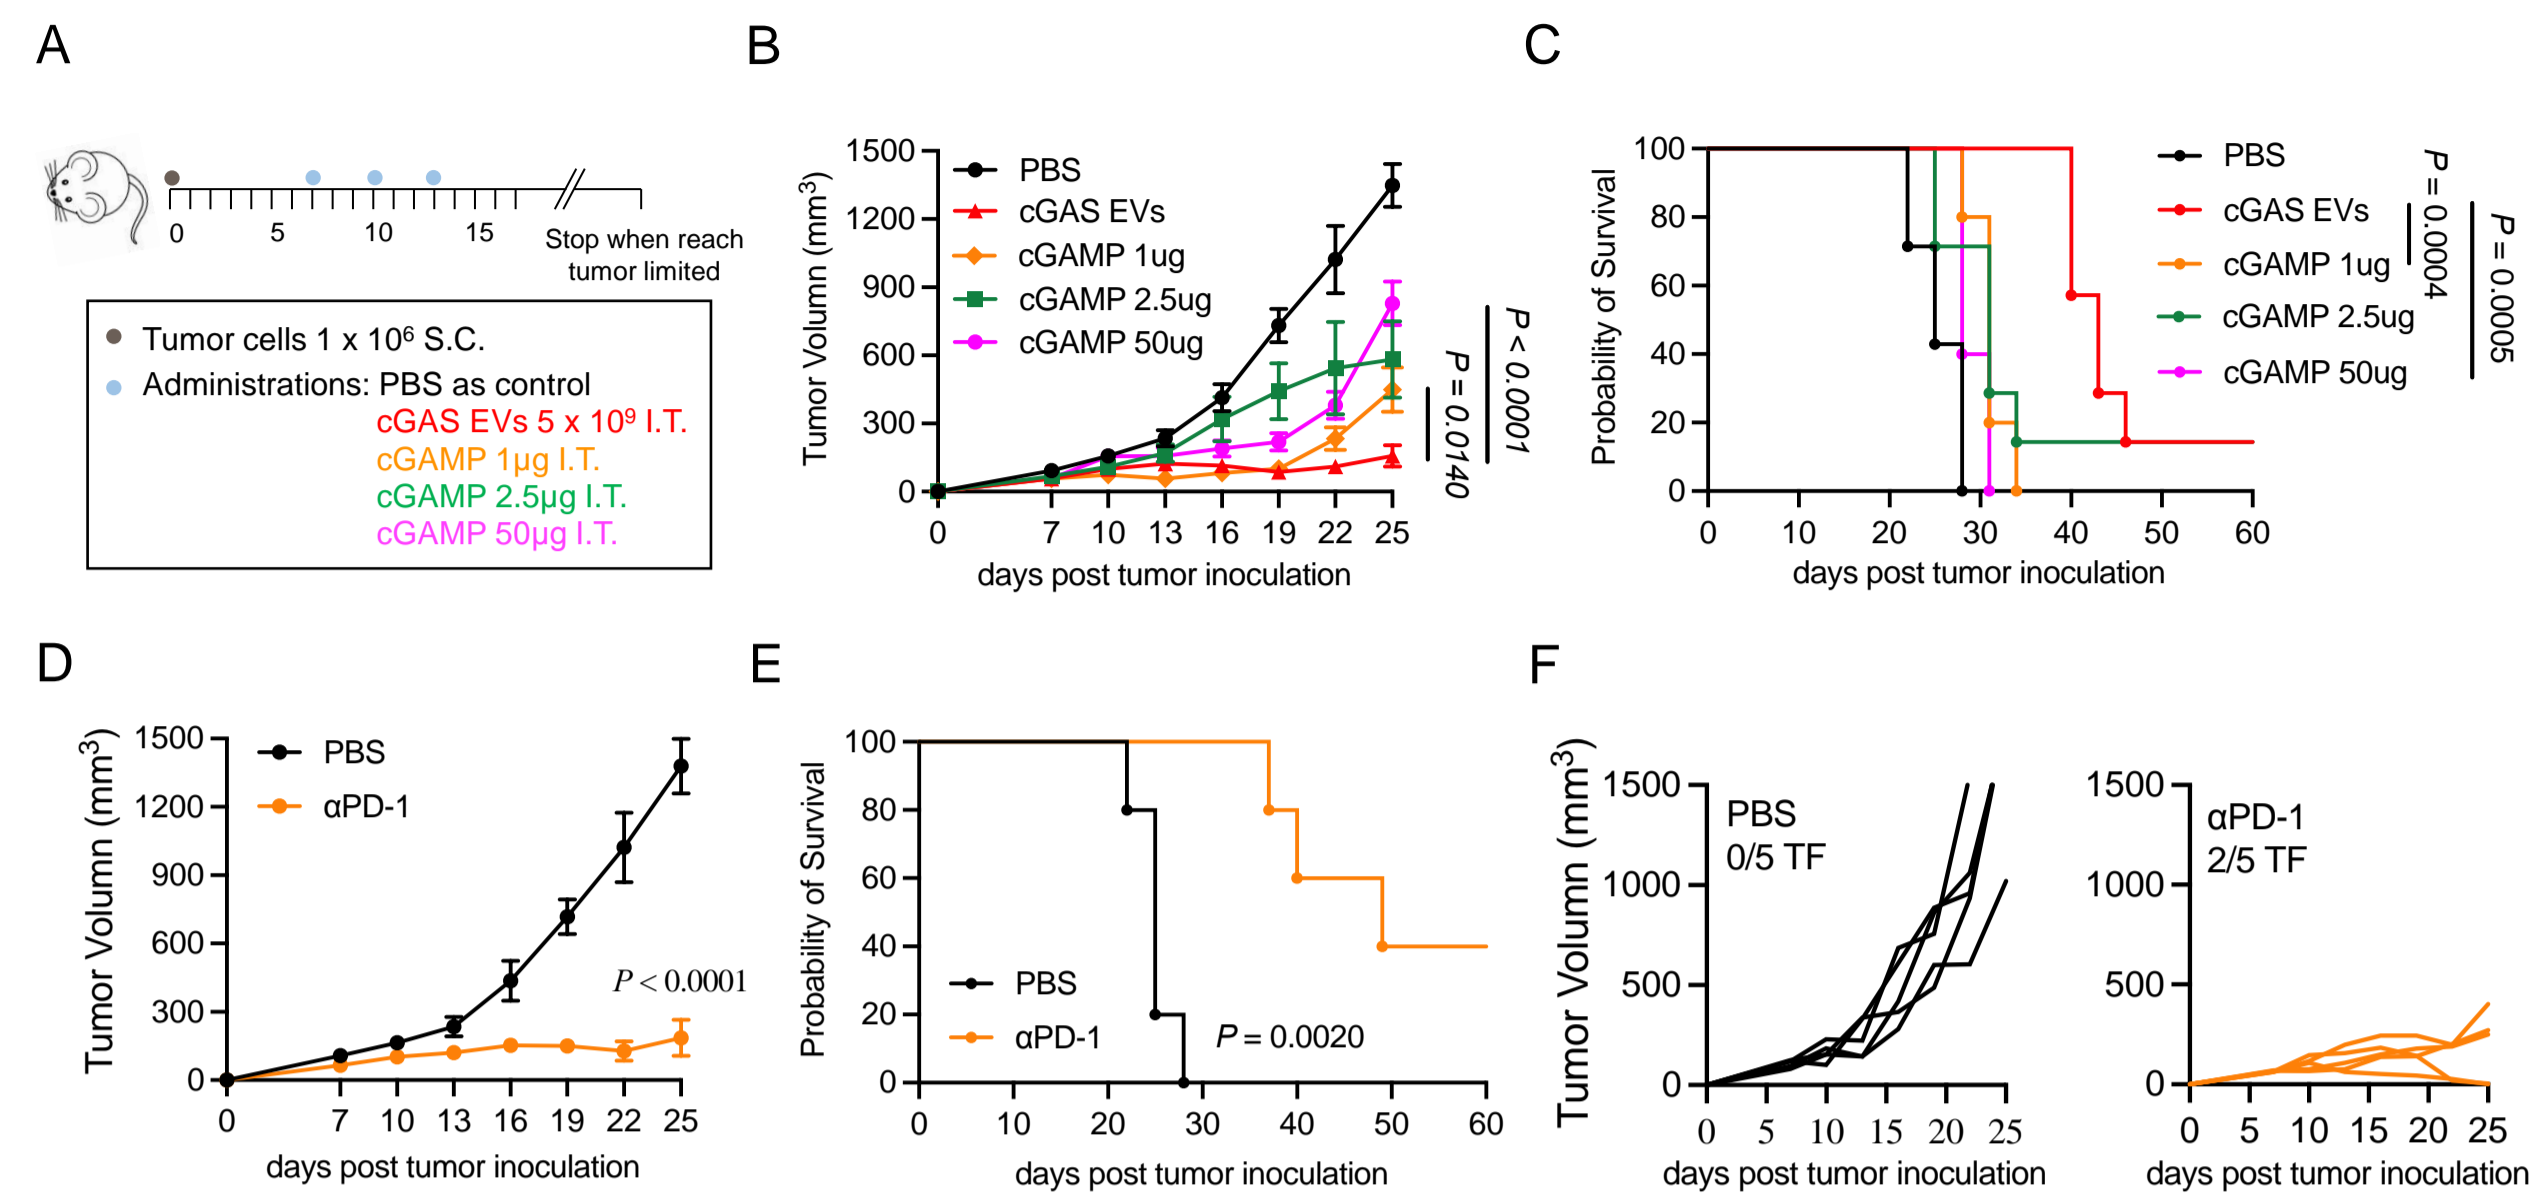 A
0 5 10 15
Stop when reach
tumor limited
Tumor cells 1 x 10⁶ S.C.
Administrations: PBS as control
cGAS EVs 5 x 10⁹ I.T.
cGAMP 1µg I.T.
cGAMP 2.5µg I.T.
cGAMP 50µg I.T.
B
Tumor Volumn (mm³)
1500
1200
900
600
300
0
PBS
cGAS EVs
cGAMP 1ug
cGAMP 2.5ug
cGAMP 50ug
P = 0.0140
P < 0.0001
0 7 10 13 16 19 22 25
days post tumor inoculation
C
Probability of Survival
100
80
60
40
20
0
PBS
cGAS EVs
cGAMP 1ug
cGAMP 2.5ug
cGAMP 50ug
P = 0.0004
P = 0.0005
0 10 20 30 40 50 60
days post tumor inoculation
D
Tumor Volumn (mm³)
1500
1200
900
600
300
0
PBS
αPD-1
P < 0.0001
0 7 10 13 16 19 22 25
days post tumor inoculation
E
Probability of Survival
100
80
60
40
20
0
PBS
αPD-1
P = 0.0020
0 10 20 30 40 50 60
days post tumor inoculation
F
Tumor Volumn (mm³)
1500
1000
500
0
PBS
0/5 TF
0 5 10 15 20 25
days post tumor inoculation
1500
1000
500
0
αPD-1
2/5 TF
0 5 10 15 20 25
days post tumor inoculation